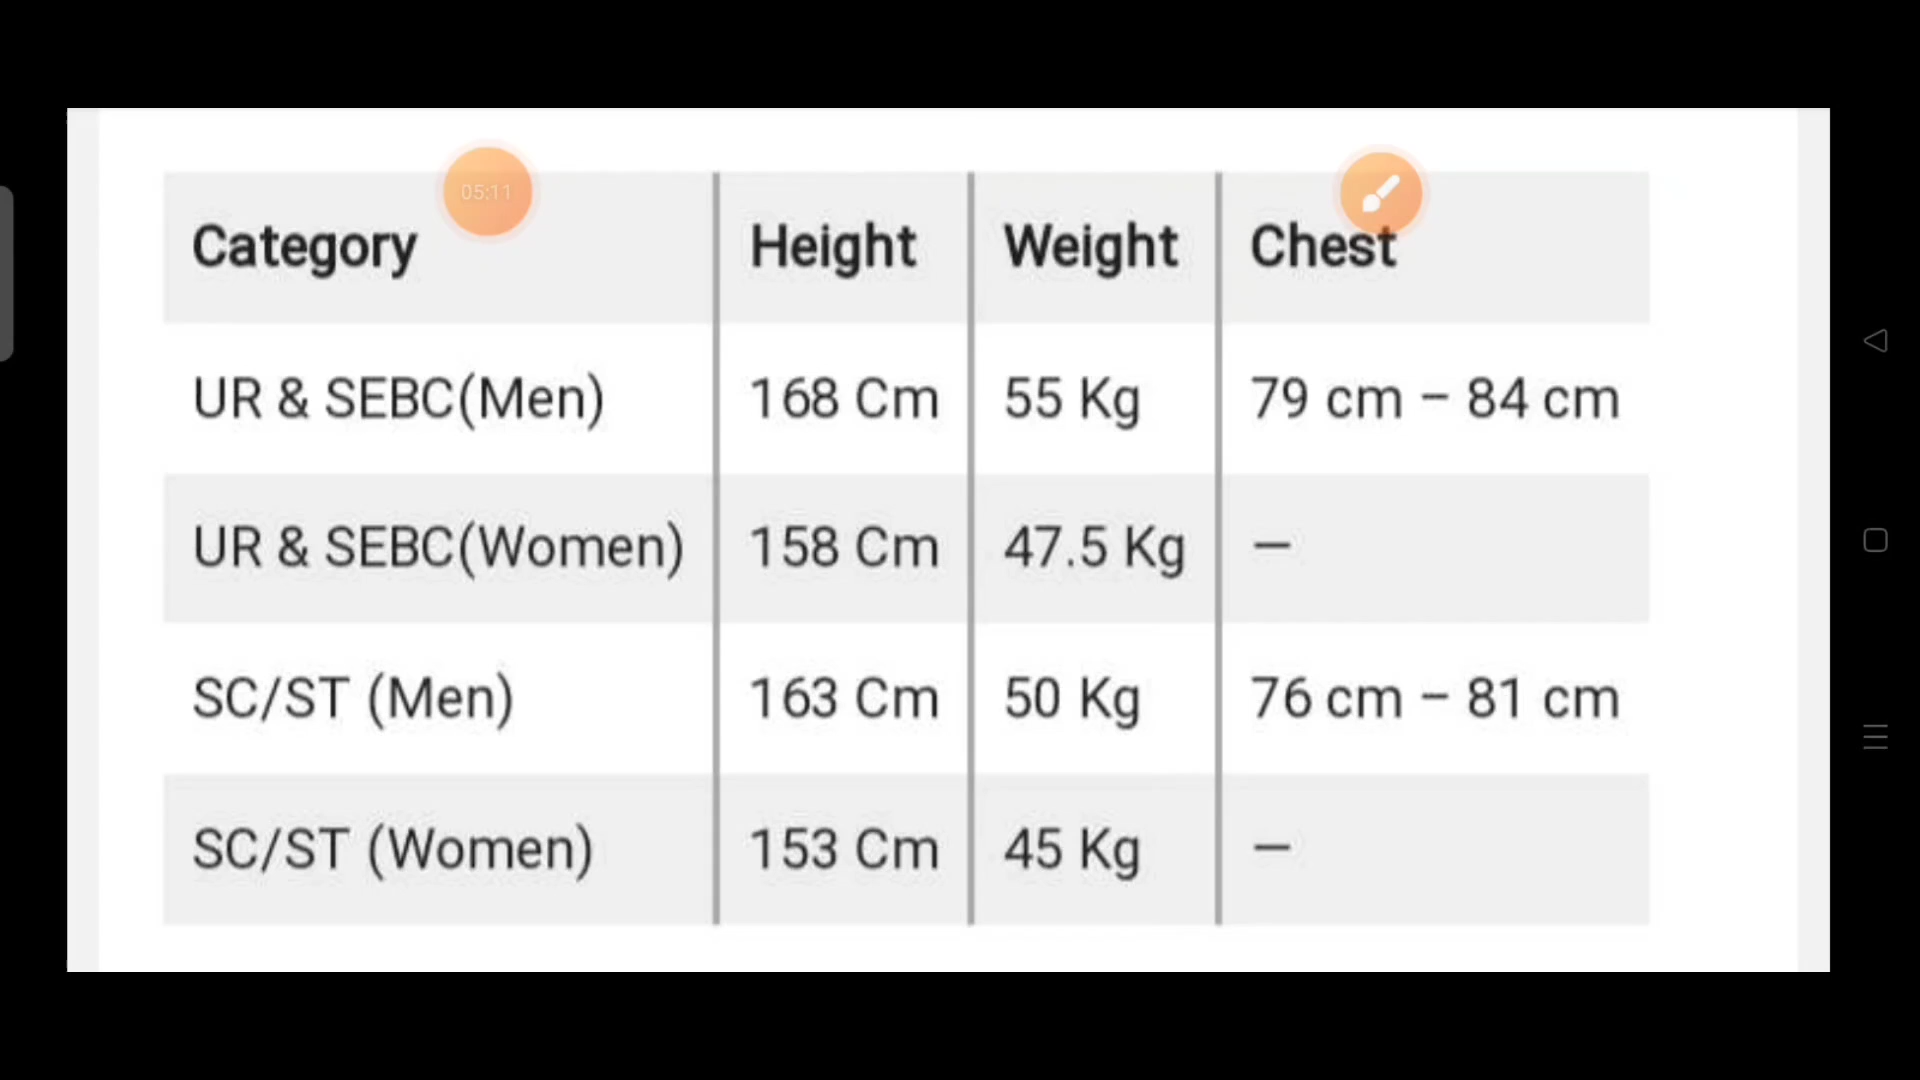 05:11
Category Height Weight Chest
UR & SEBC(Men) 168 Cm 55 Kg 79 cm – 84 cm
UR & SEBC(Women) 158 Cm 47.5 Kg —
SC/ST (Men) 163 Cm 50 Kg 76 cm – 81 cm
SC/ST (Women) 153 Cm 45 Kg —